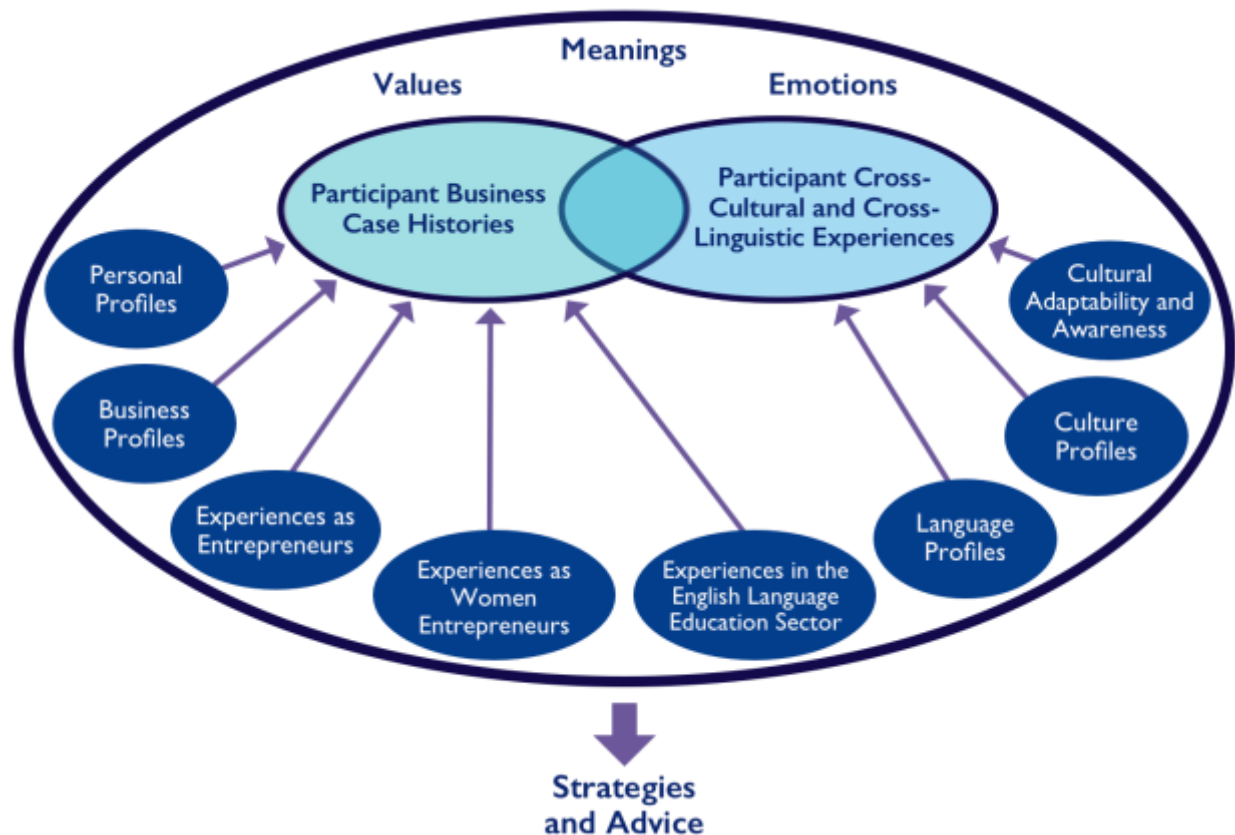 Meanings
Values
Emotions
Participant Business
Case Histories
Participant Cross-
Cultural and Cross-
Linguistic Experiences
Personal
Profiles
Business
Profiles
Experiences as
Entrepreneurs
Experiences as
Women
Entrepreneurs
Experiences in the
English Language
Education Sector
Language
Profiles
Culture
Profiles
Cultural
Adaptability and
Awareness
Strategies
and Advice